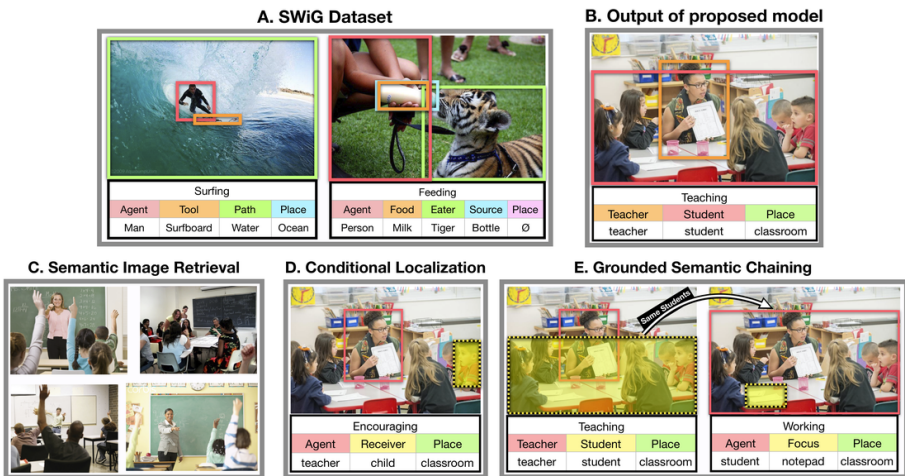 A. SWiG Dataset
Surfing
Agent Tool Path Place
Man Surfboard Water Ocean
Feeding
Agent Food Eater Source Place
Person Milk Tiger Bottle Ø
B. Output of proposed model
Teaching
Teacher Student Place
teacher student classroom
C. Semantic Image Retrieval
D. Conditional Localization
Encouraging
Agent Receiver Place
teacher child classroom
E. Grounded Semantic Chaining
Same Students
Teaching
Teacher Student Place
teacher student classroom
Working
Agent Focus Place
student notepad classroom